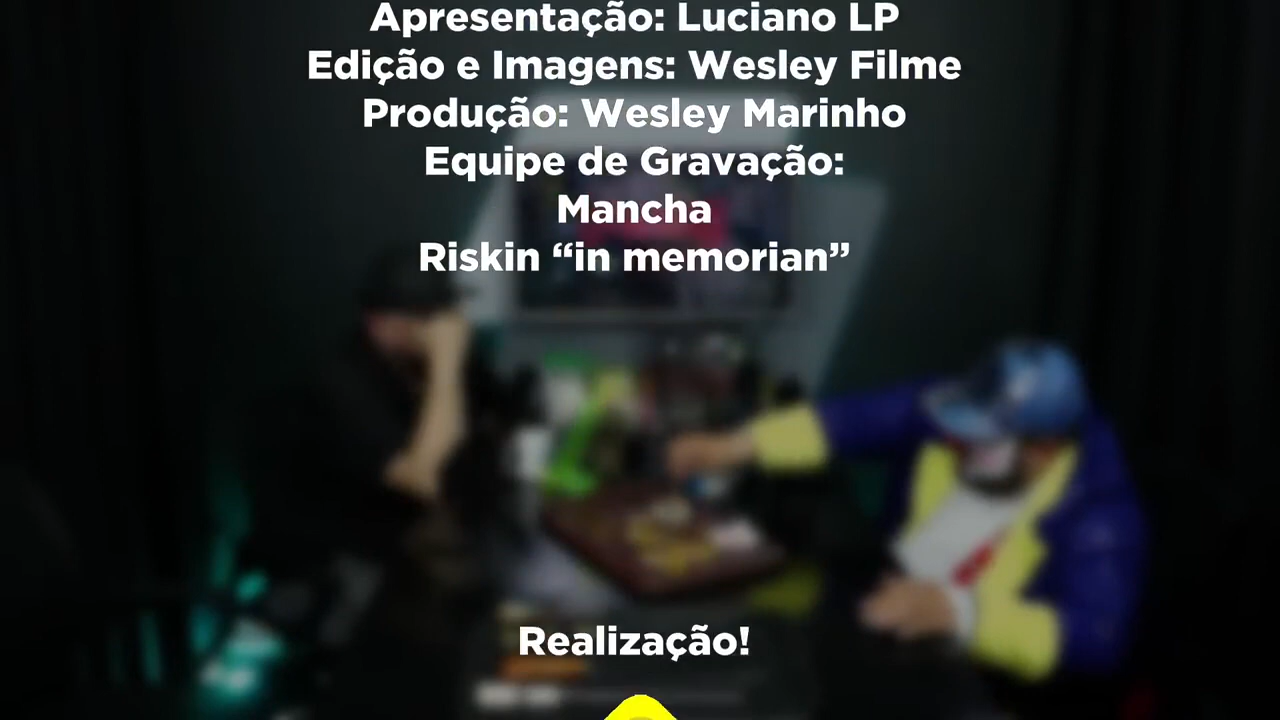 Apresentação: Luciano LP
Edição e Imagens: Wesley Filme
Produção: Wesley Marinho
Equipe de Gravação:
Mancha
Riskin “in memorian”
Realização!